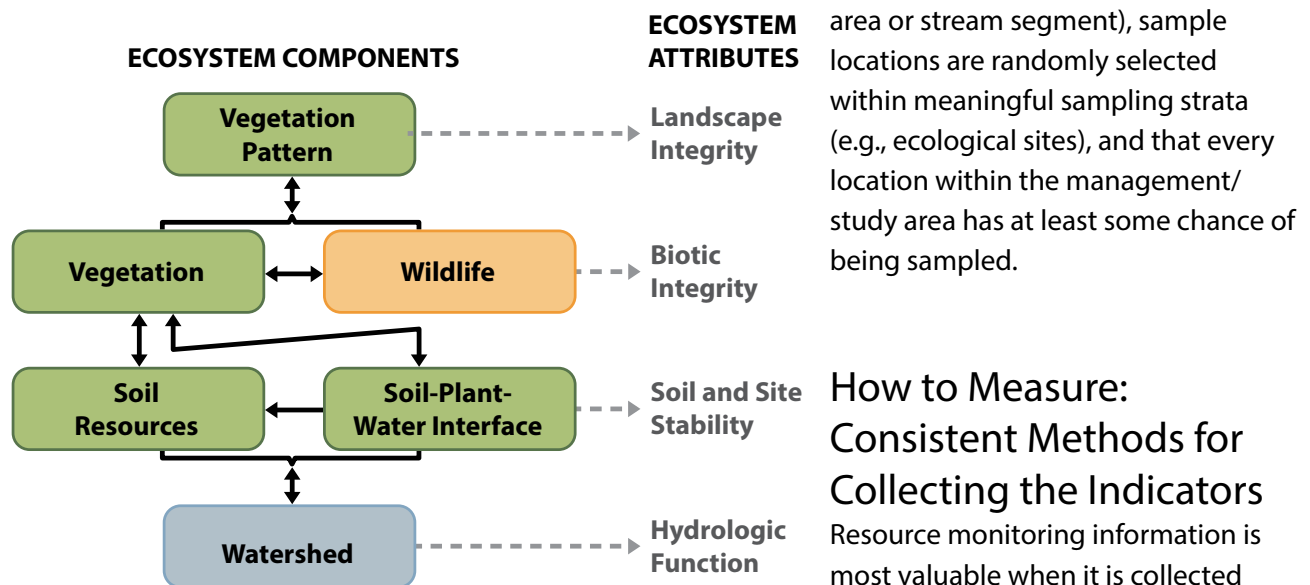 ECOSYSTEM COMPONENTS
ECOSYSTEM
ATTRIBUTES
Vegetation
Pattern
Landscape
Integrity
Vegetation
Wildlife
Biotic
Integrity
Soil
Resources
Soil-Plant-
Water Interface
Soil and Site
Stability
Watershed
Hydrologic
Function
area or stream segment), sample
locations are randomly selected
within meaningful sampling strata
(e.g., ecological sites), and that every
location within the management/
study area has at least some chance of
being sampled.
How to Measure:
Consistent Methods for
Collecting the Indicators
Resource monitoring information is
most valuable when it is collected